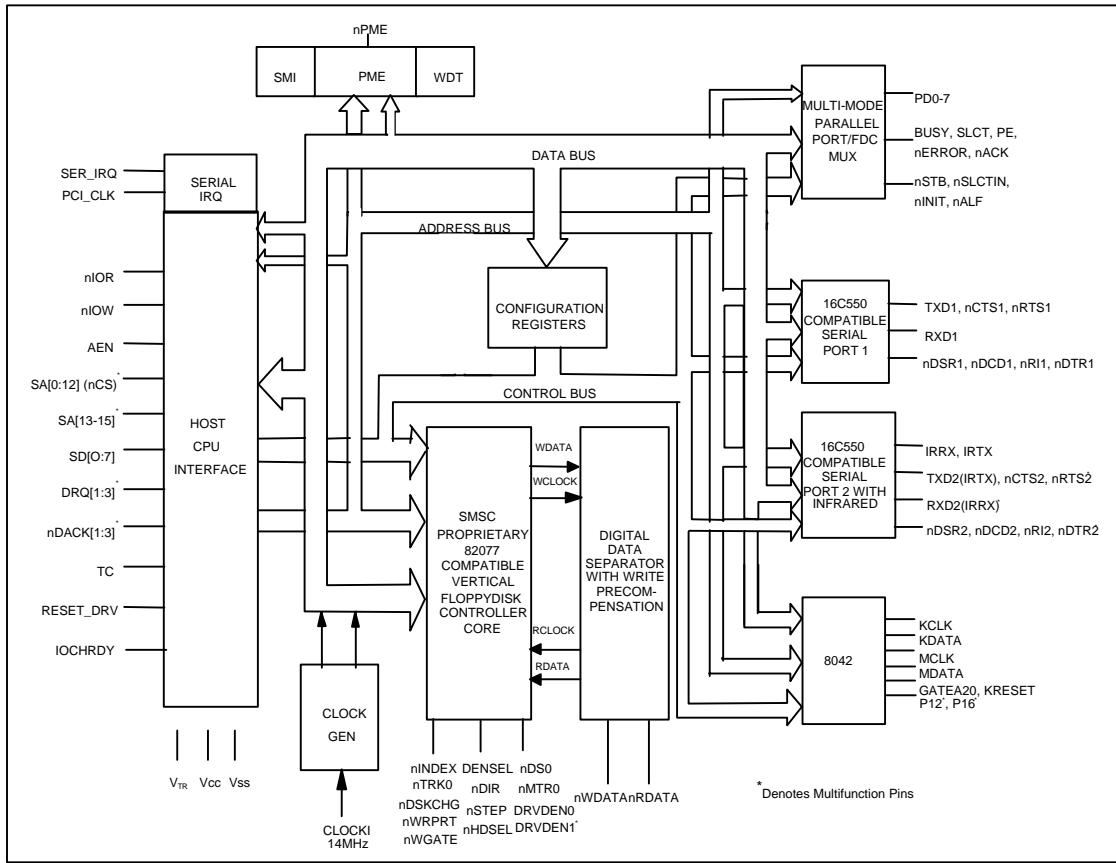 nPME
SMI
PME
WDT
MULTI-MODE
PARALLEL
PORT/FDC
MUX
PD0-7
BUSY, SLCT, PE,
nERROR, nACK
nSTB, nSLCTIN,
nINIT, nALF
DATA BUS
SER_IRQ
PCI_CLK
SERIAL
IRQ
ADDRESS BUS
nIOR
nIOW
AEN
SA[0:12] (nCS)*
SA[13-15]*
SD[O:7]
DRQ[1:3]*
nDACK[1:3]*
TC
RESET_DRV
IOCHRDY
HOST
CPU
INTERFACE
CONFIGURATION
REGISTERS
CONTROL BUS
16C550
COMPATIBLE
SERIAL
PORT 1
TXD1, nCTS1, nRTS1
RXD1
nDSR1, nDCD1, nRI1, nDTR1
16C550
COMPATIBLE
SERIAL
PORT 2 WITH
INFRARED
IRRX, IRTX
TXD2(IRTX), nCTS2, nRTS2*
RXD2(IRRX)*
nDSR2, nDCD2, nRI2, nDTR2*
WDATA
WCLOCK
RCLOCK
RDATA
SMSC
PROPRIETARY
82077
COMPATIBLE
VERTICAL
FLOPPYDISK
CONTROLLER
CORE
DIGITAL
DATA
SEPARATOR
WITH WRITE
PRECOM-
PENSATION
8042
KCLK
KDATA
MCLK
MDATA
GATEA20, KRESET
P12*, P16*
CLOCK
GEN
VTR
Vcc
Vss
CLOCKI
14MHz
nINDEX
nTRK0
nDSKCHG
nWRPRT
nWGATE
DENSEL
nDIR
nSTEP
nHDSEL
nDS0
nMTR0
DRVDEN0
DRVDEN1*
nWDATA
nRDATA
*Denotes Multifunction Pins